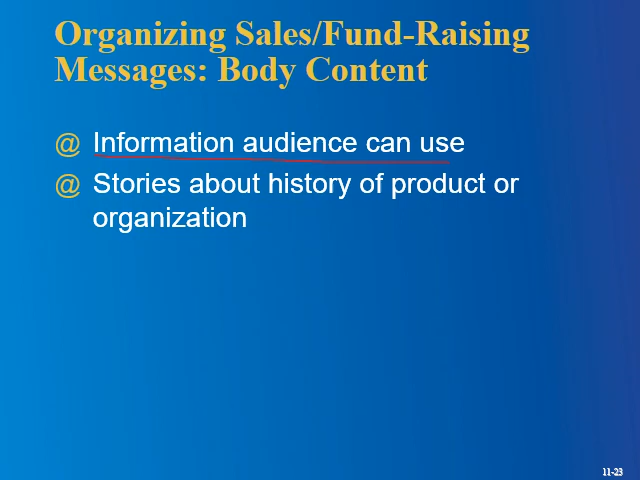 Organizing Sales/Fund-Raising
Messages: Body Content
@ Information audience can use
@ Stories about history of product or
organization
11-23